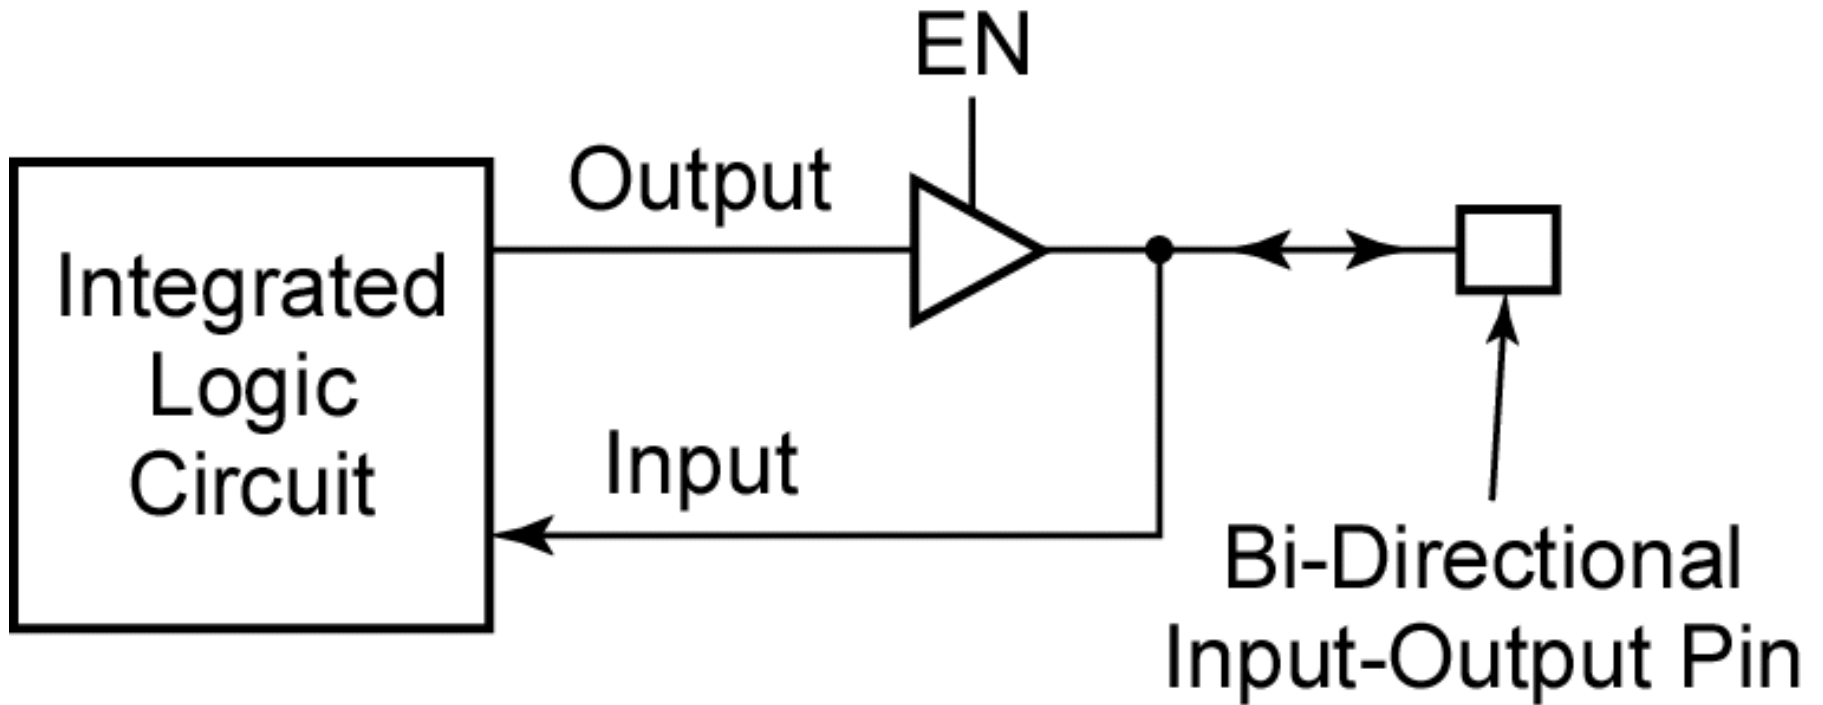 EN
Output
Integrated
Logic
Circuit
Input
Bi-Directional
Input-Output Pin